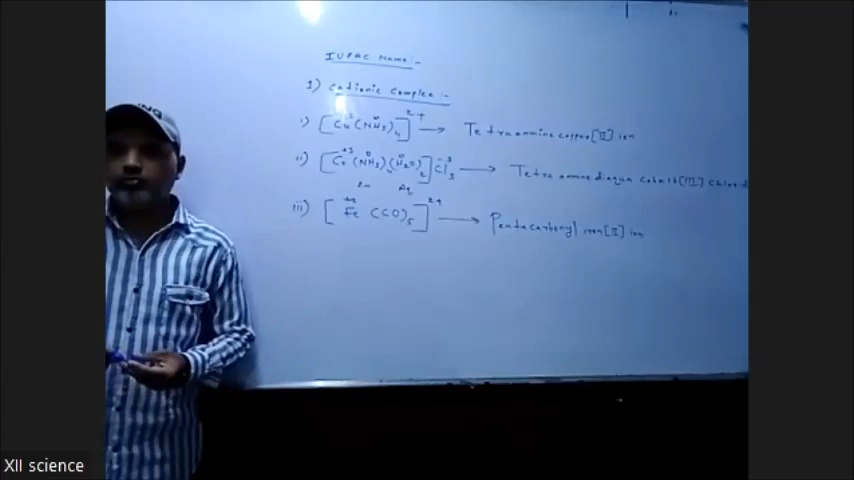 IUPAC Name :-
1) Cationic Complex :-
i) [Cu(NH3)4]2+ → Tetraammine copper[II] ion
ii) [Co(NH3)4(H2O)2]Cl3 → Tetraammine diaqua cobalt[III] Chlorid
iii) [Fe (CO)5]2+ → Pentacarbonyl iron[II] ion
XII science